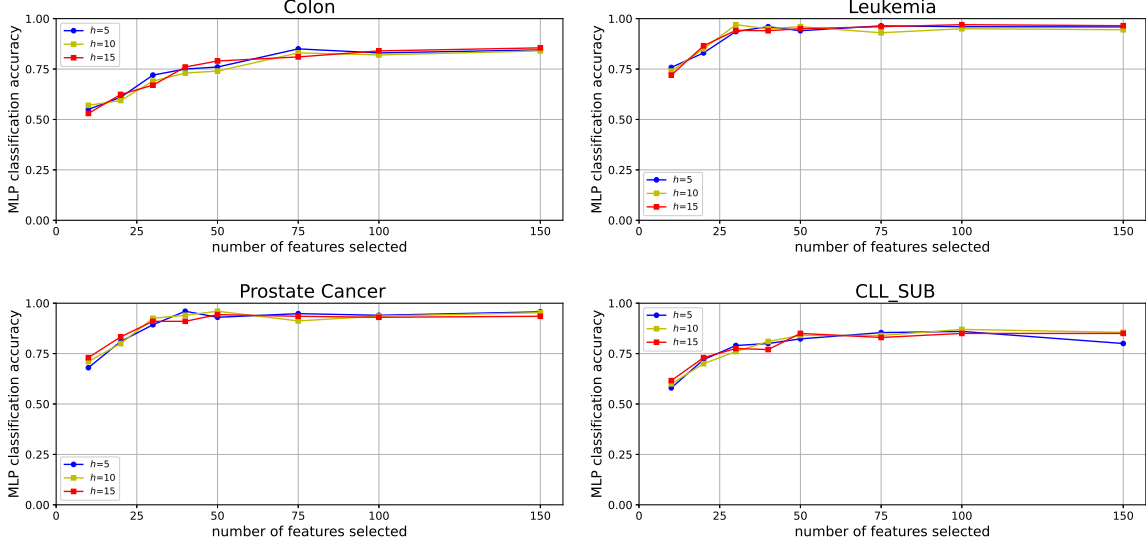 Colon
MLP classification accuracy
1.00
0.75
0.50
0.25
0.00
h=5
h=10
h=15
0 25 50 75 100 125 150
number of features selected
Leukemia
MLP classification accuracy
1.00
0.75
0.50
0.25
0.00
h=5
h=10
h=15
0 25 50 75 100 125 150
number of features selected
Prostate Cancer
MLP classification accuracy
1.00
0.75
0.50
0.25
0.00
h=5
h=10
h=15
0 25 50 75 100 125 150
number of features selected
CLL_SUB
MLP classification accuracy
1.00
0.75
0.50
0.25
0.00
h=5
h=10
h=15
0 25 50 75 100 125 150
number of features selected